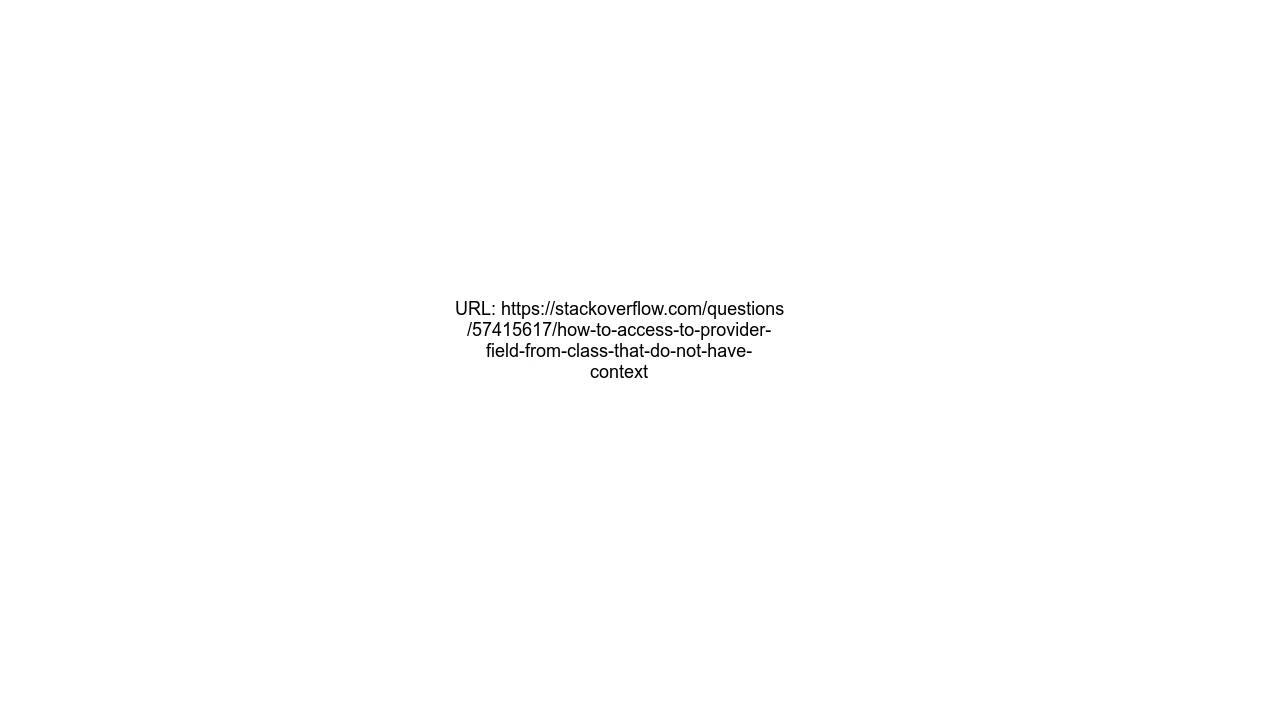 URL: https://stackoverflow.com/questions
/57415617/how-to-access-to-provider-
field-from-class-that-do-not-have-
context